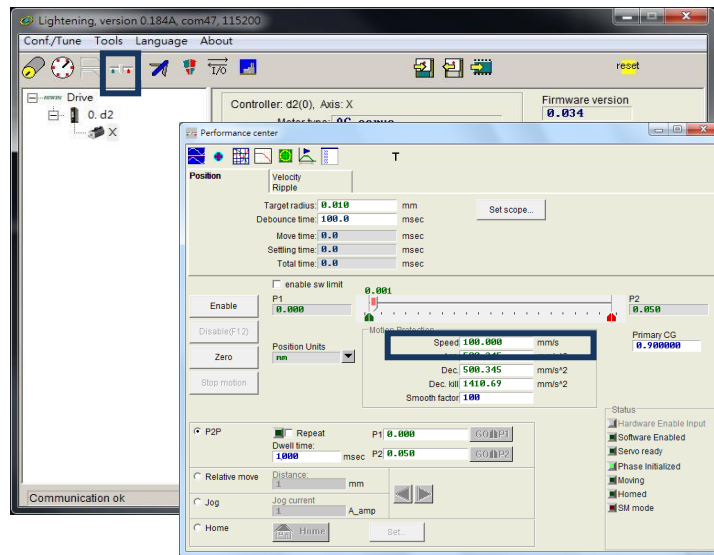 Lightening, version 0.184A, com47, 115200
Conf./Tune Tools Language About
I/O
reset
Drive
0. d2
X
Controller: d2(0), Axis: X
Firmware version
0.034
Performance center
T
Position
Velocity
Ripple
Target radius: 0.010 mm
Set scope...
Debounce time: 100.0 msec
Move time: 0.0 msec
Settling time: 0.0 msec
Total time: 0.0 msec
enable sw limit
0.001
Enable
P1
0.000
P2
0.050
Disable(F12)
Motion Protection
Primary CG
0.900000
Speed 100.000 mm/s
Zero
Position Units
mm
Dec. 500.345 mm/s^2
Stop motion
Dec. kill 1410.69 mm/s^2
Smooth factor 100
Status
Hardware Enable Input
Software Enabled
Servo ready
Phase Initialized
Moving
Homed
SM mode
P2P
Repeat
P1 0.000 GO P1
Dwell time:
1000 msec
P2 0.050 GO P2
Relative move
Distance:
1 mm
Jog
Jog current
1 A_amp
Home
Home
Set...
Communication ok